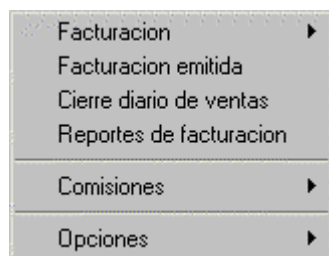 Facturacion
Facturacion emitida
Cierre diario de ventas
Reportes de facturacion
Comisiones
Opciones